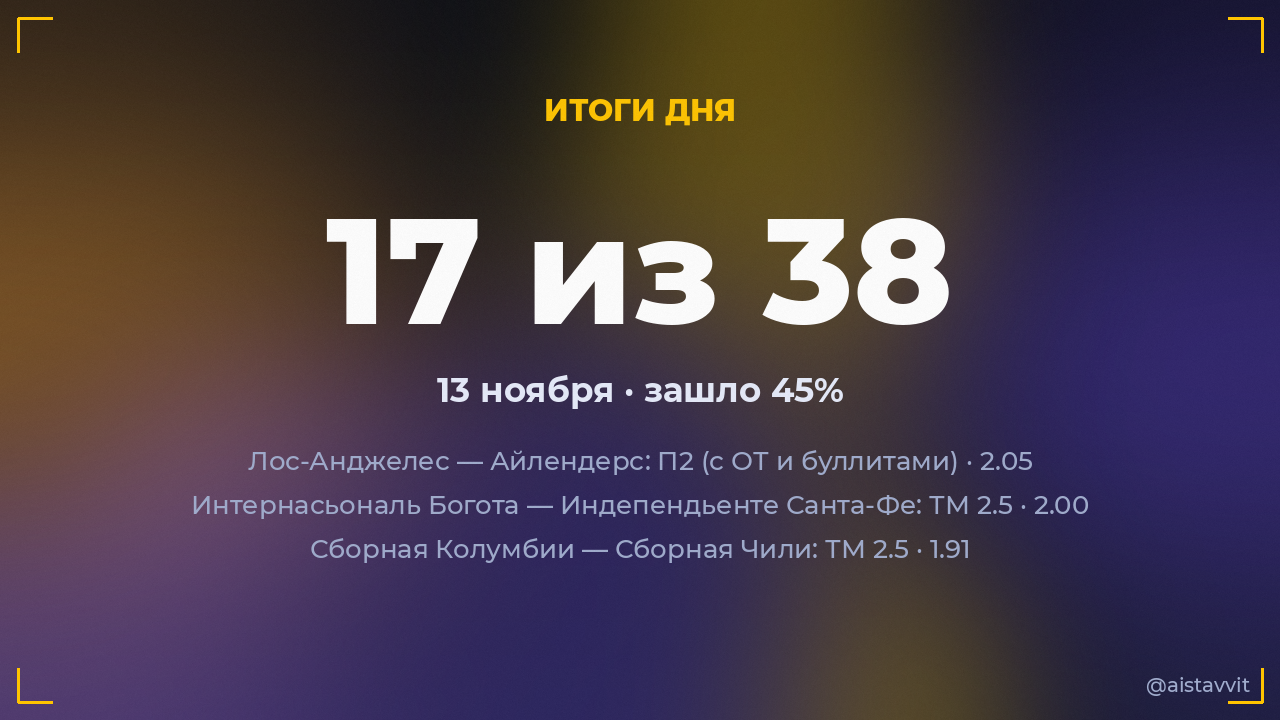 ИТОГИ ДНЯ
17 из 38
13 ноября · зашло 45%
Лос-Анджелес — Айлендерс: П2 (с ОТ и буллитами) · 2.05
Интернасьональ Богота — Индепендьенте Санта-Фе: ТМ 2.5 · 2.00
Сборная Колумбии — Сборная Чили: ТМ 2.5 · 1.91
@aistavvit